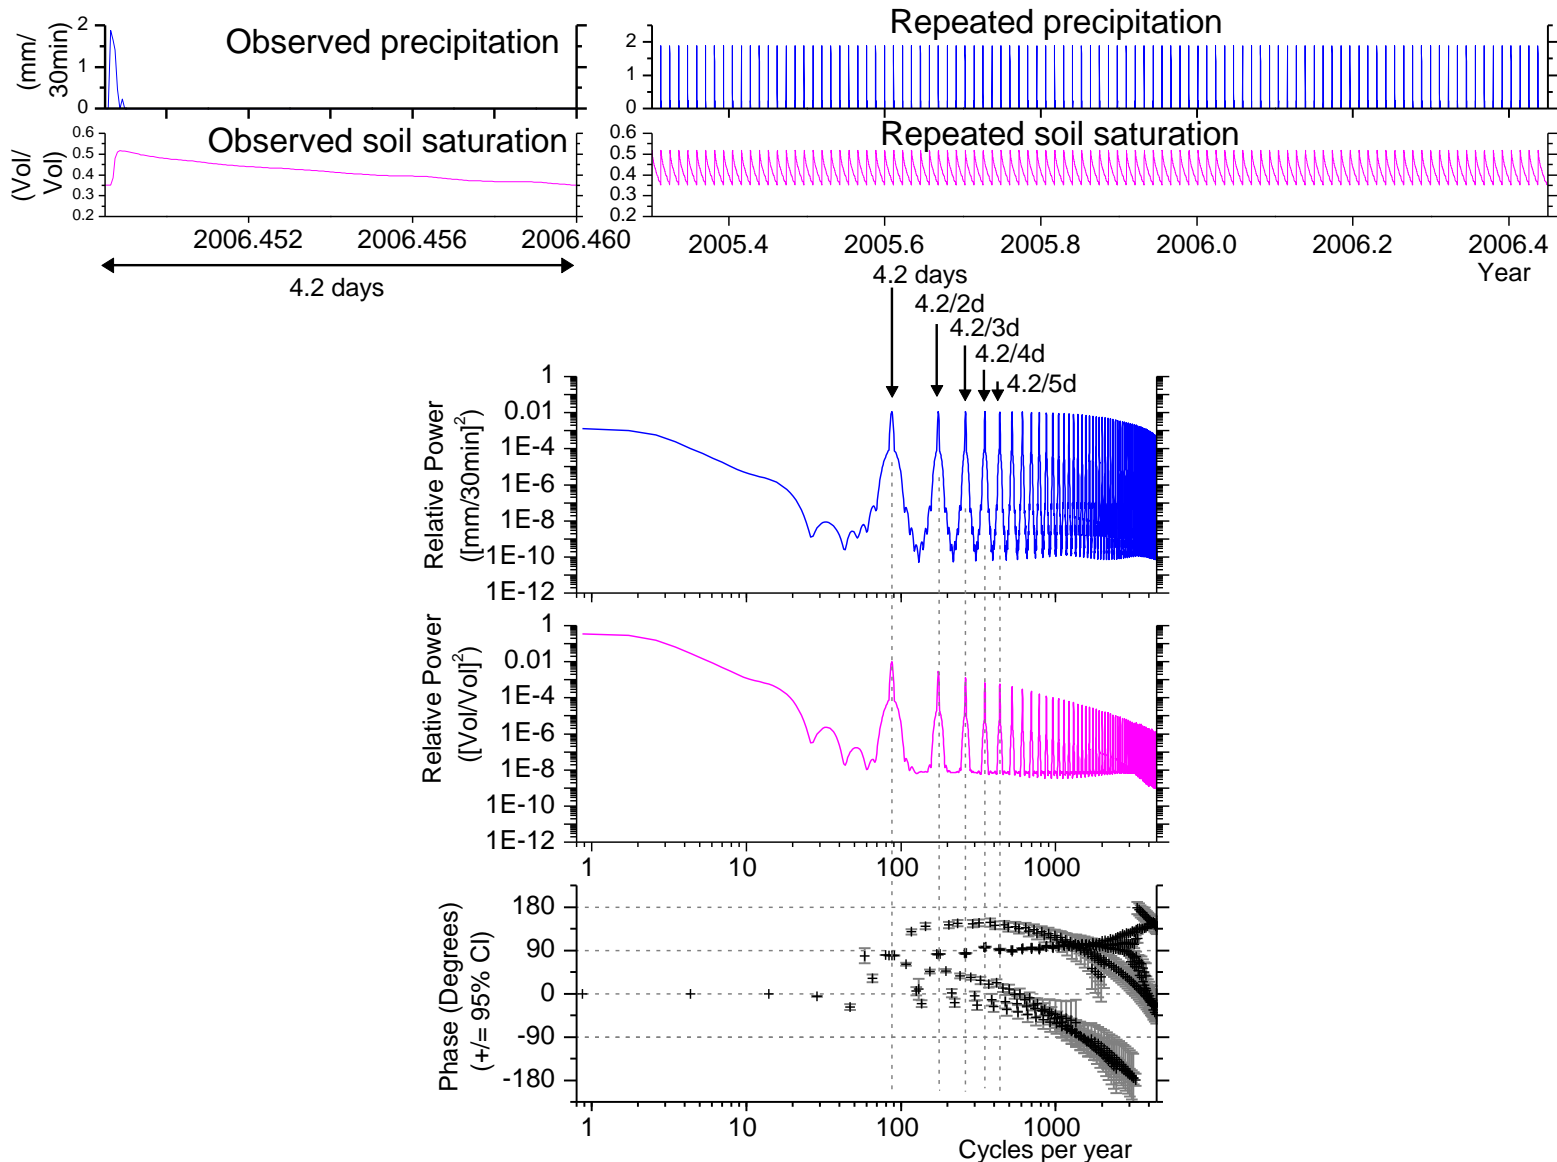 Observed precipitation
(mm/
30min)
2
1
0
Repeated precipitation
2
1
0
Observed soil saturation
(Vol/
Vol)
0.6
0.5
0.4
0.3
0.2
Repeated soil saturation
0.6
0.5
0.4
0.3
0.2
2006.452 2006.456 2006.460
4.2 days
2005.4 2005.6 2005.8 2006.0 2006.2 2006.4
Year
4.2 days
4.2/2d
4.2/3d
4.2/4d
4.2/5d
Relative Power
([mm/30min]²)
1
0.01
1E-4
1E-6
1E-8
1E-10
1E-12
Relative Power
([Vol/Vol]²)
1
0.01
1E-4
1E-6
1E-8
1E-10
1E-12
1 10 100 1000
Phase (Degrees)
(+/= 95% CI)
180
90
0
-90
-180
1 10 100 1000
Cycles per year